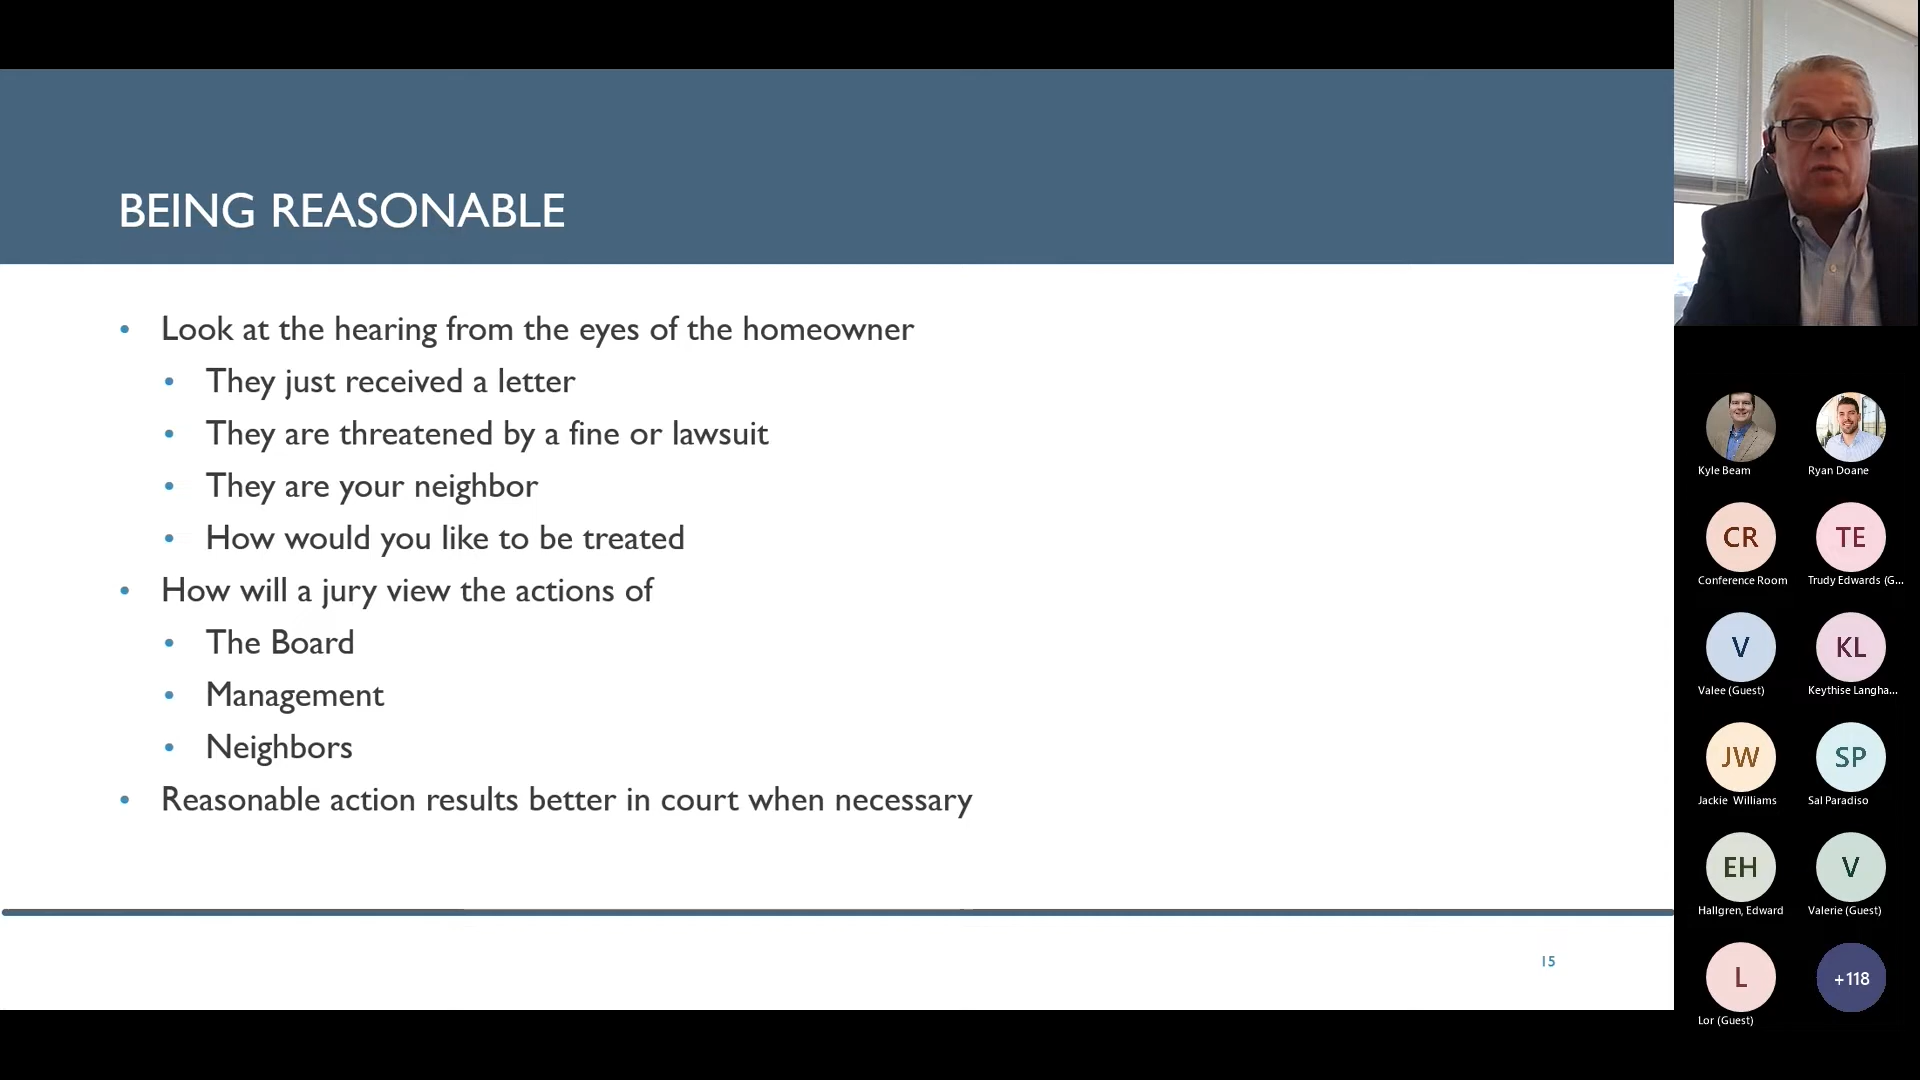 BEING REASONABLE
Look at the hearing from the eyes of the homeowner
They just received a letter
They are threatened by a fine or lawsuit
They are your neighbor
How would you like to be treated
How will a jury view the actions of
The Board
Management
Neighbors
Reasonable action results better in court when necessary
15
Kyle Beam
Ryan Doane
CR
TE
Conference Room
Trudy Edwards (G...
V
KL
Valee (Guest)
Keythise Langha...
JW
SP
Jackie Williams
Sal Paradiso
EH
V
Hallgren, Edward
Valerie (Guest)
L
+118
Lor (Guest)